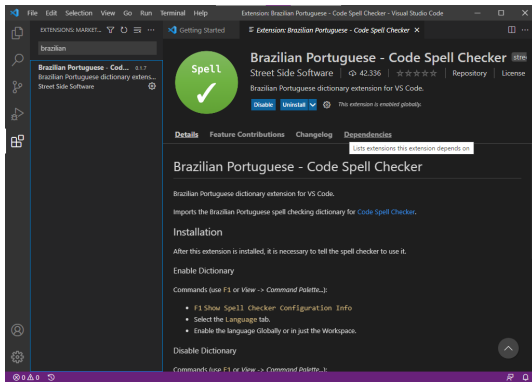 File Edit Selection View Go Run Terminal Help Extension: Brazilian Portuguese - Code Spell Checker - Visual Studio Code
EXTENSIONS: MARKET...
brazilian
Brazilian Portuguese - Cod... 0.1.7
Brazilian Portuguese dictionary extens...
Street Side Software
Getting Started
Extension: Brazilian Portuguese - Code Spell Checker
Spell
Brazilian Portuguese - Code Spell Checker stre
Street Side Software 42.336 Repository License
Brazilian Portuguese dictionary extension for VS Code.
Disable Uninstall This extension is enabled globally.
Details Feature Contributions Changelog Dependencies
Lists extensions this extension depends on
Brazilian Portuguese - Code Spell Checker
Brazilian Portuguese dictionary extension for VS Code.
Imports the Brazilian Portuguese spell checking dictionary for Code Spell Checker.
Installation
After this extension is installed, it is necessary to tell the spell checker to use it.
Enable Dictionary
Commands (use F1 or View -> Command Palette...):
F1 Show Spell Checker Configuration Info
Select the Language tab.
Enable the language Globally or in just the Workspace.
Disable Dictionary
Commands (use F1 or View -> Command Palette...):
0 0